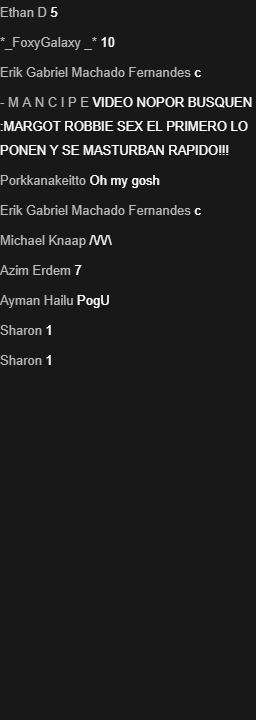 Ethan D 5
*_FoxyGalaxy _* 10
Erik Gabriel Machado Fernandes c
- M A N C I P E VIDEO NOPOR BUSQUEN
:MARGOT ROBBIE SEX EL PRIMERO LO
PONEN Y SE MASTURBAN RAPIDO!!!
Porkkanakeitto Oh my gosh
Erik Gabriel Machado Fernandes c
Michael Knaap /\/\/\
Azim Erdem 7
Ayman Hailu PogU
Sharon 1
Sharon 1